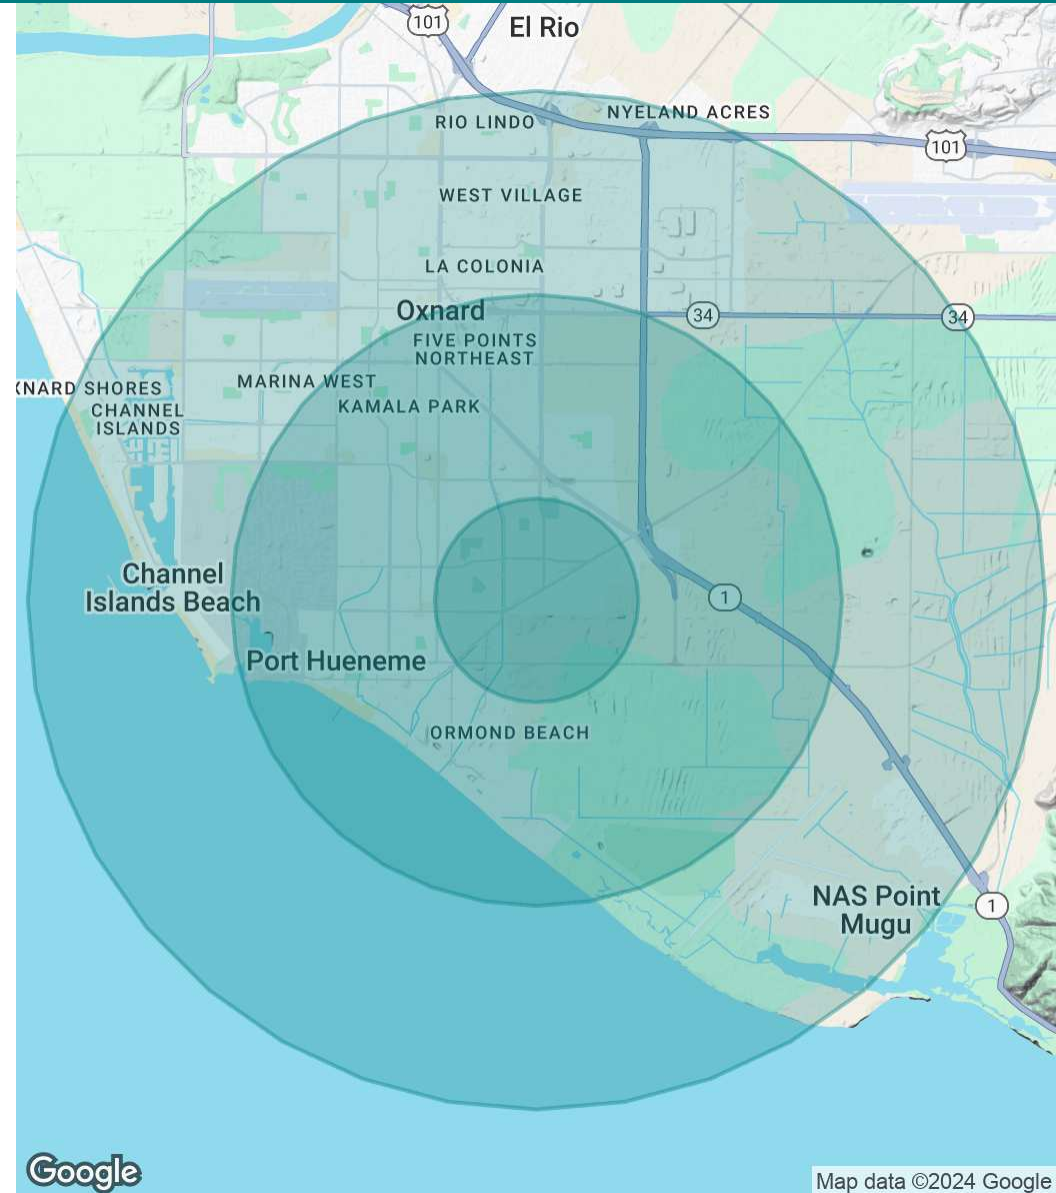 101
El Rio
RIO LINDO
NYELAND ACRES
101
WEST VILLAGE
LA COLONIA
Oxnard
34
34
FIVE POINTS
NORTHEAST
MARINA WEST
XNARD SHORES
CHANNEL
ISLANDS
KAMALA PARK
Channel
Islands Beach
1
Port Hueneme
ORMOND BEACH
NAS Point
Mugu
1
Google
Map data ©2024 Google